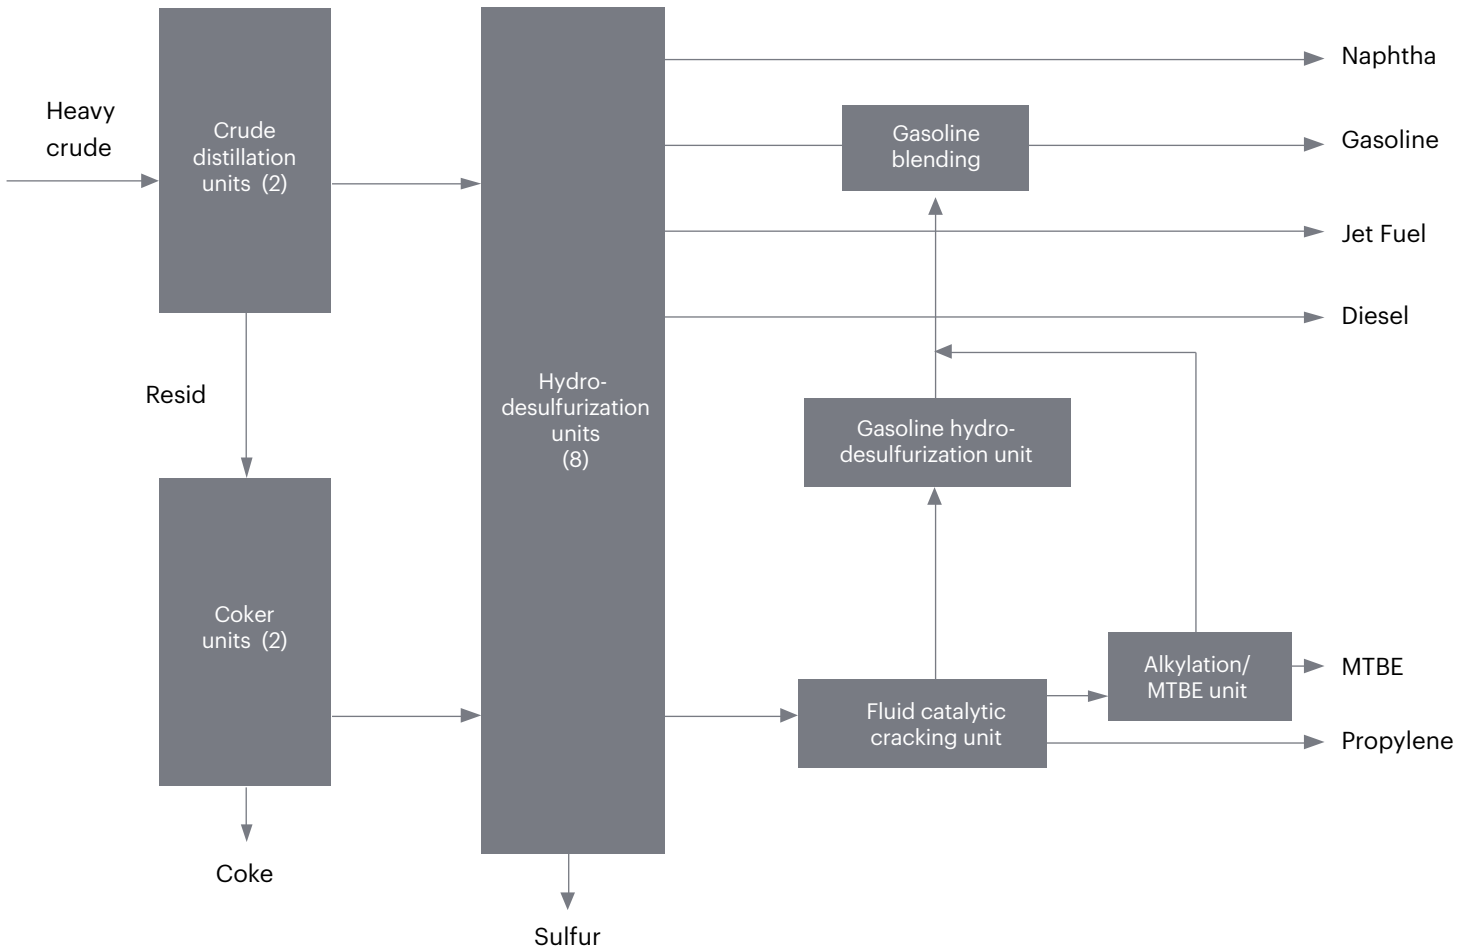 Heavy
crude
Crude
distillation
units (2)
Resid
Coker
units (2)
Coke
Hydro-
desulfurization
units
(8)
Sulfur
Gasoline
blending
Gasoline hydro-
desulfurization unit
Fluid catalytic
cracking unit
Alkylation/
MTBE unit
Naphtha
Gasoline
Jet Fuel
Diesel
MTBE
Propylene